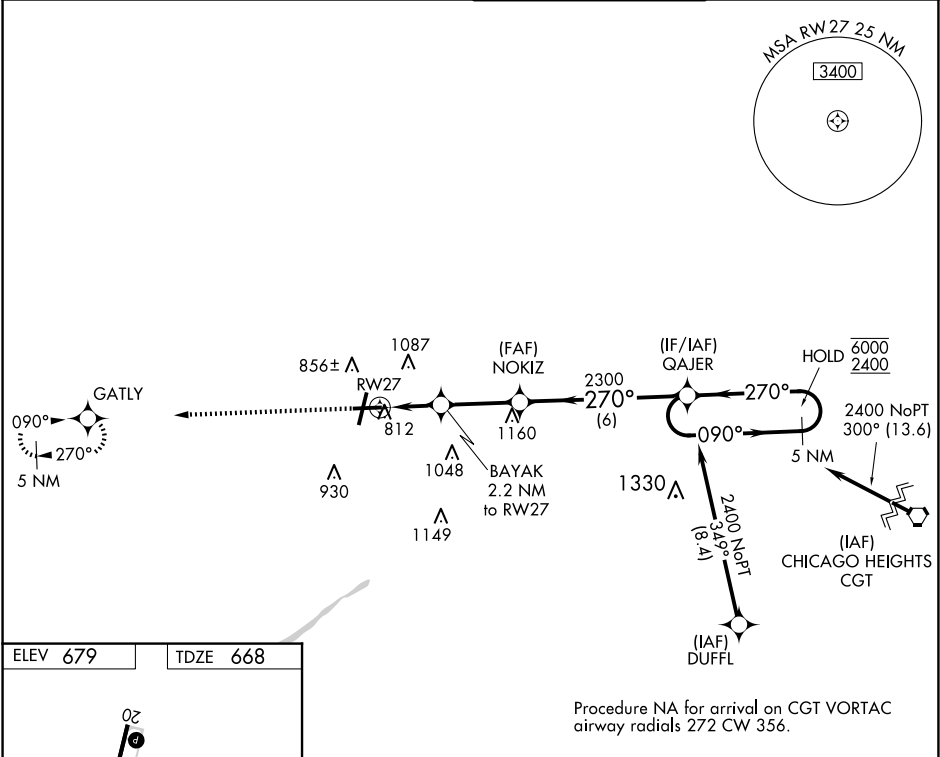 MSA RW27 25 NM
3400
1087
856±
RW27
812
(FAF)
NOKIZ
1160
2300
270°
(6)
(IF/IAF)
QAJER
270°
090°
HOLD
6000
2400
5 NM
2400 NoPT
300° (13.6)
(IAF)
CHICAGO HEIGHTS
CGT
GATLY
090°
270°
5 NM
930
1048
1149
BAYAK
2.2 NM
to RW27
1330
2400 NoPT
349°
(8.4)
(IAF)
DUFFL
Procedure NA for arrival on CGT VORTAC
airway radials 272 CW 356.
ELEV 679
TDZE 668
20
P